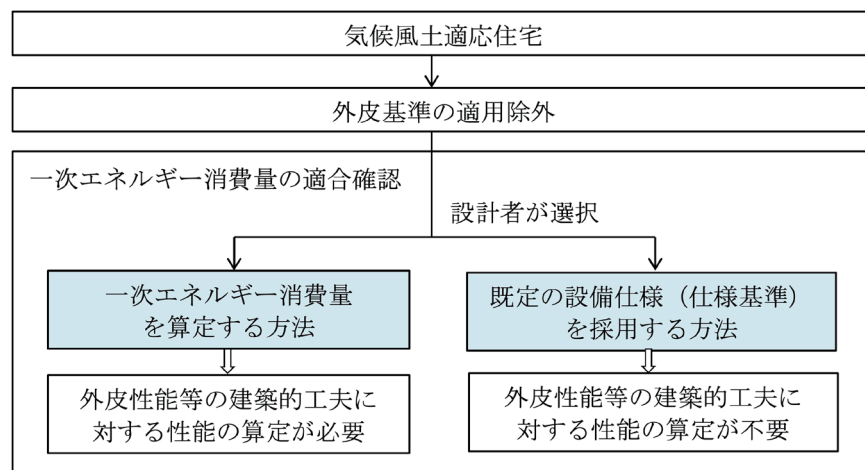 気候風土適応住宅
外皮基準の適用除外
一次エネルギー消費量の適合確認
設計者が選択
一次エネルギー消費量
を算定する方法
既定の設備仕様（仕様基準）
を採用する方法
外皮性能等の建築的工夫に
対する性能の算定が必要
外皮性能等の建築的工夫に
対する性能の算定が不要